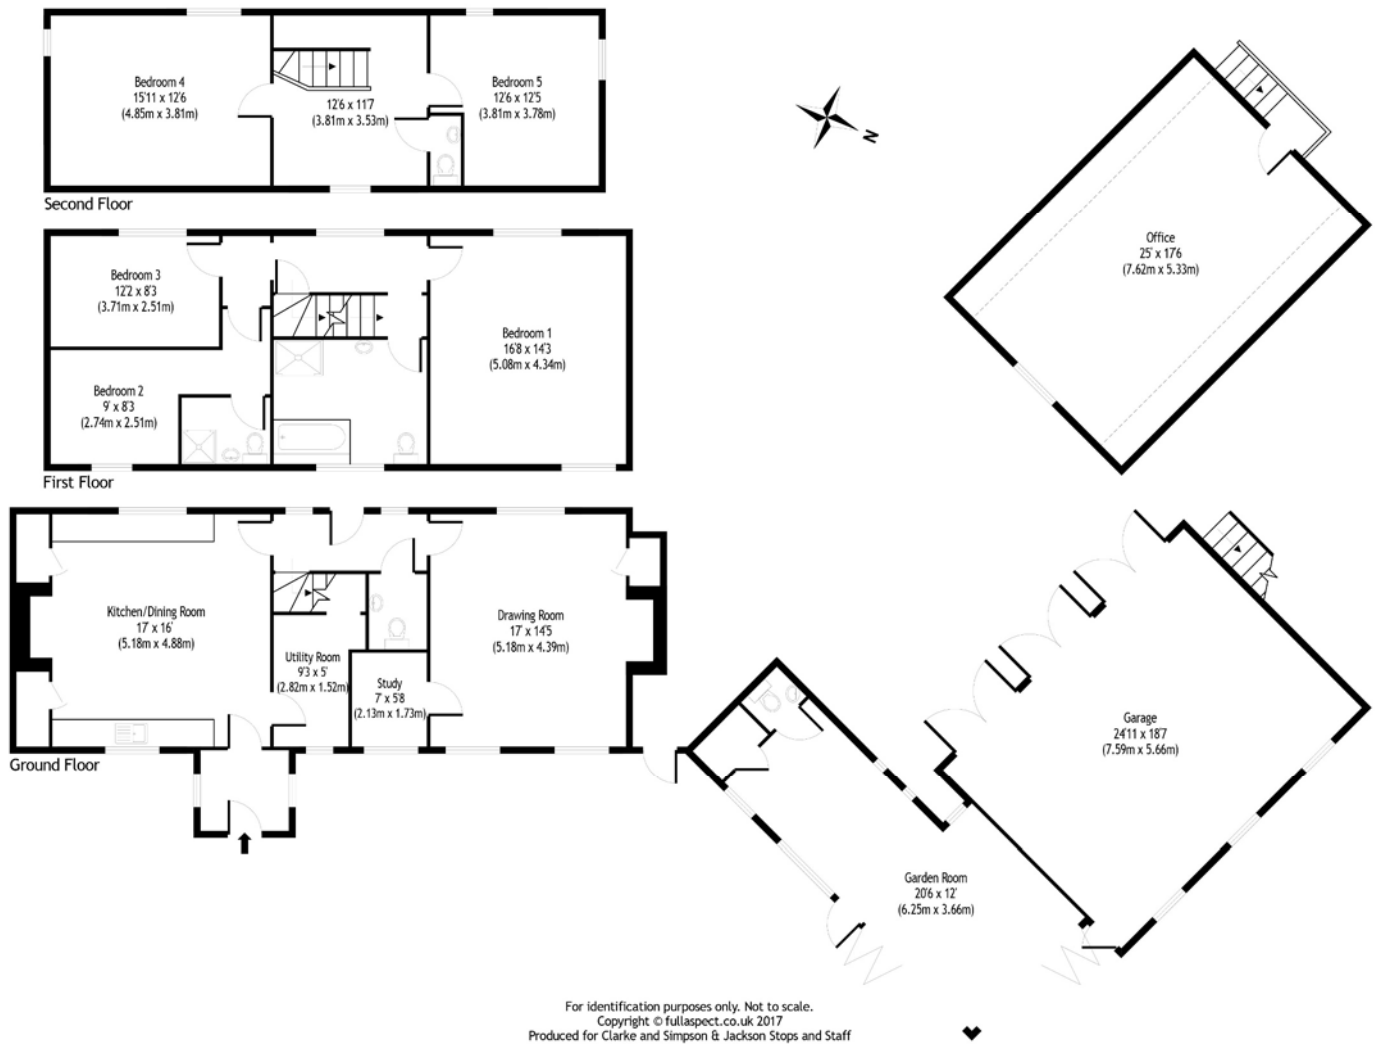 Bedroom 4
15'11 x 12'6
(4.85m x 3.81m)
12'6 x 11'7
(3.81m x 3.53m)
Bedroom 5
12'6 x 12'5
(3.81m x 3.78m)
Second Floor
N
Office
25' x 17'6
(7.62m x 5.33m)
Bedroom 3
12'2 x 8'3
(3.71m x 2.51m)
Bedroom 2
9' x 8'3
(2.74m x 2.51m)
Bedroom 1
16'8 x 14'3
(5.08m x 4.34m)
First Floor
Kitchen/Dining Room
17' x 16'
(5.18m x 4.88m)
Utility Room
9'3 x 5'
(2.82m x 1.52m)
Study
7' x 5'8
(2.13m x 1.73m)
Drawing Room
17' x 14'5
(5.18m x 4.39m)
Ground Floor
Garage
24'11 x 18'7
(7.59m x 5.66m)
Garden Room
20'6 x 12'
(6.25m x 3.66m)
For identification purposes only. Not to scale.
Copyright © fullaspect.co.uk 2017
Produced for Clarke and Simpson & Jackson Stops and Staff